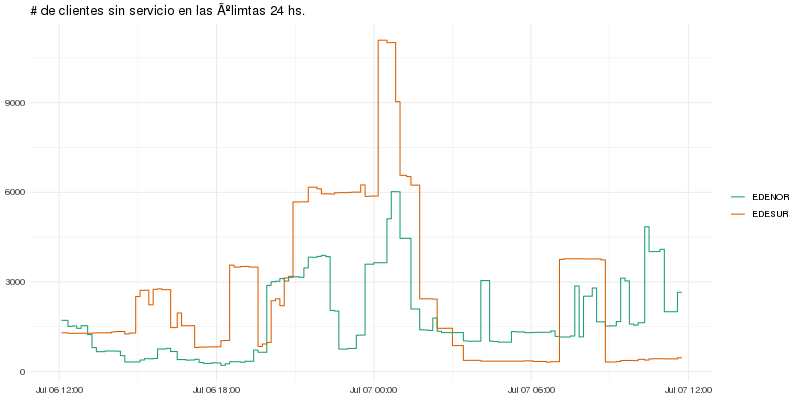 # de clientes sin servicio en las Ãºlimtas 24 hs.
9000
6000
3000
0
Jul 06 12:00
Jul 06 18:00
Jul 07 00:00
Jul 07 06:00
Jul 07 12:00
EDENOR
EDESUR